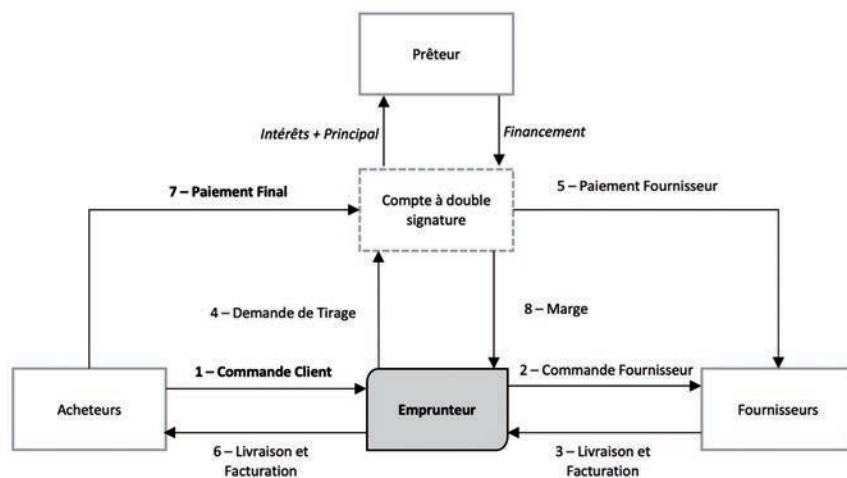 Prêteur
Intérêts + Principal
Financement
7 – Paiement Final
Compte à double
signature
5 – Paiement Fournisseur
4 – Demande de Tirage
8 – Marge
1 – Commande Client
2 – Commande Fournisseur
Acheteurs
Emprunteur
Fournisseurs
6 – Livraison et
Facturation
3 – Livraison et
Facturation